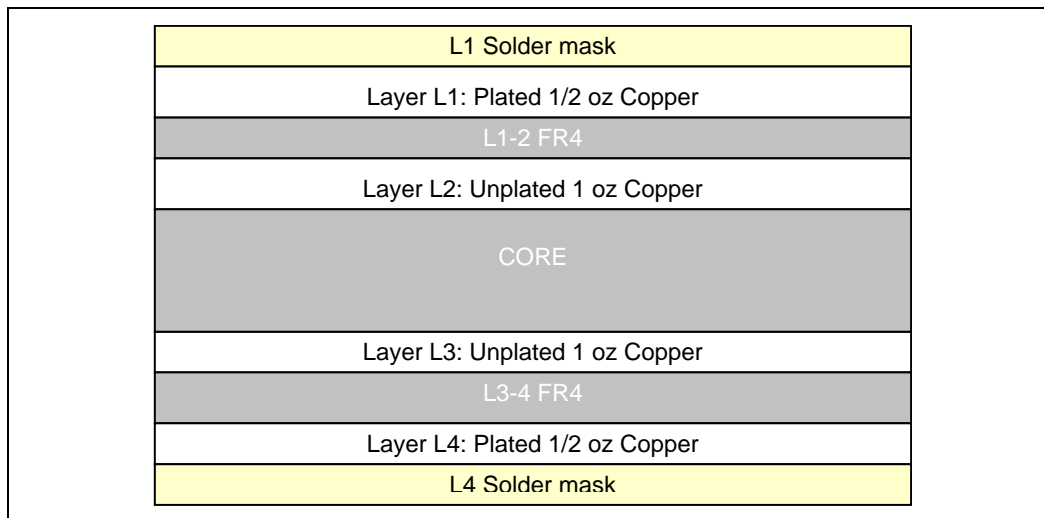 L1 Solder mask
Layer L1: Plated 1/2 oz Copper
L1-2 FR4
Layer L2: Unplated 1 oz Copper
CORE
Layer L3: Unplated 1 oz Copper
L3-4 FR4
Layer L4: Plated 1/2 oz Copper
L4 Solder mask